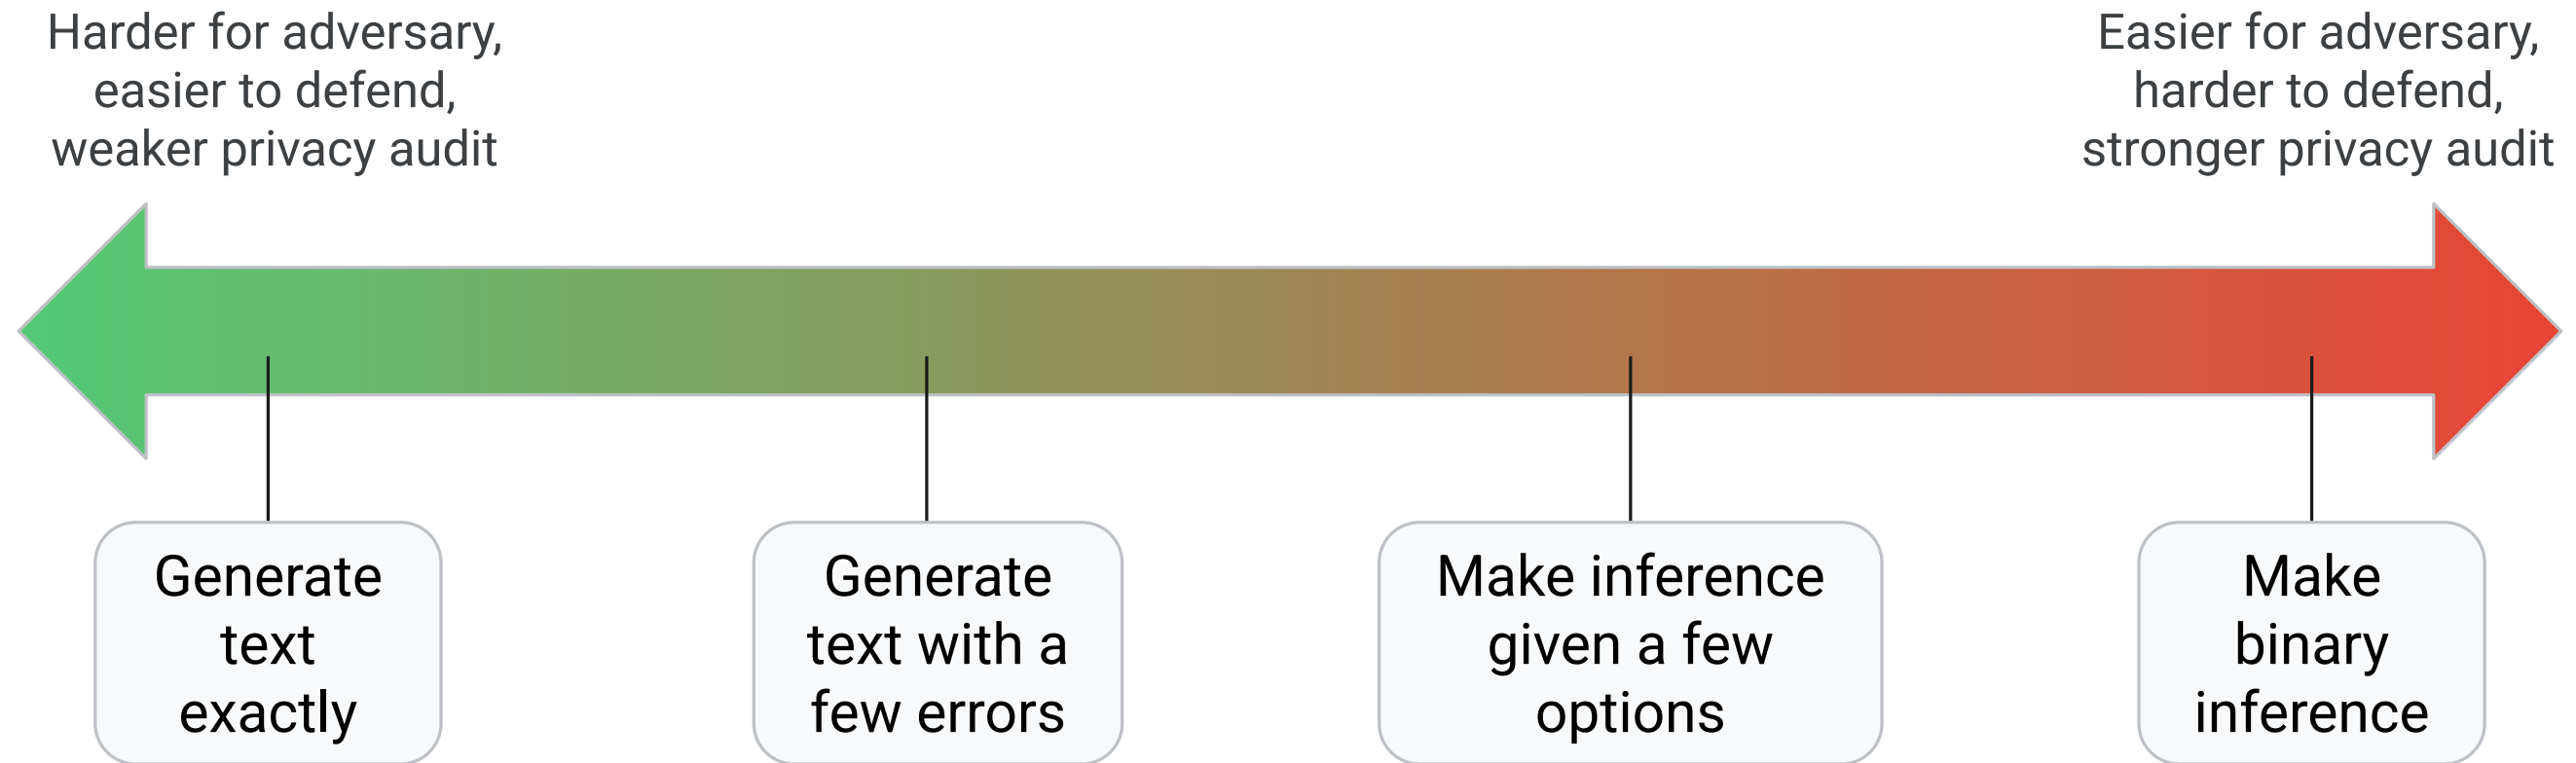 Harder for adversary,
easier to defend,
weaker privacy audit
Easier for adversary,
harder to defend,
stronger privacy audit
Generate
text
exactly
Generate
text with a
few errors
Make inference
given a few
options
Make
binary
inference